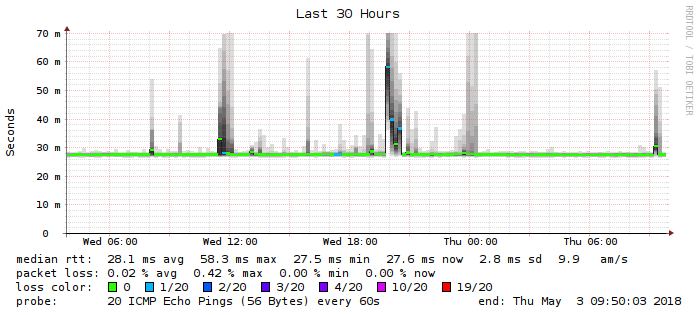 Last 30 Hours
RRDTOOL / TOBI OETIKER
Seconds
70 m
60 m
50 m
40 m
30 m
20 m
10 m
0
Wed 06:00 Wed 12:00 Wed 18:00 Thu 00:00 Thu 06:00
median rtt: 28.1 ms avg 58.3 ms max 27.5 ms min 27.6 ms now 2.8 ms sd 9.9 am/s
packet loss: 0.02 % avg 0.42 % max 0.00 % min 0.00 % now
loss color: 0 1/20 2/20 3/20 4/20 10/20 19/20
probe: 20 ICMP Echo Pings (56 Bytes) every 60s end: Thu May 3 09:50:03 2018